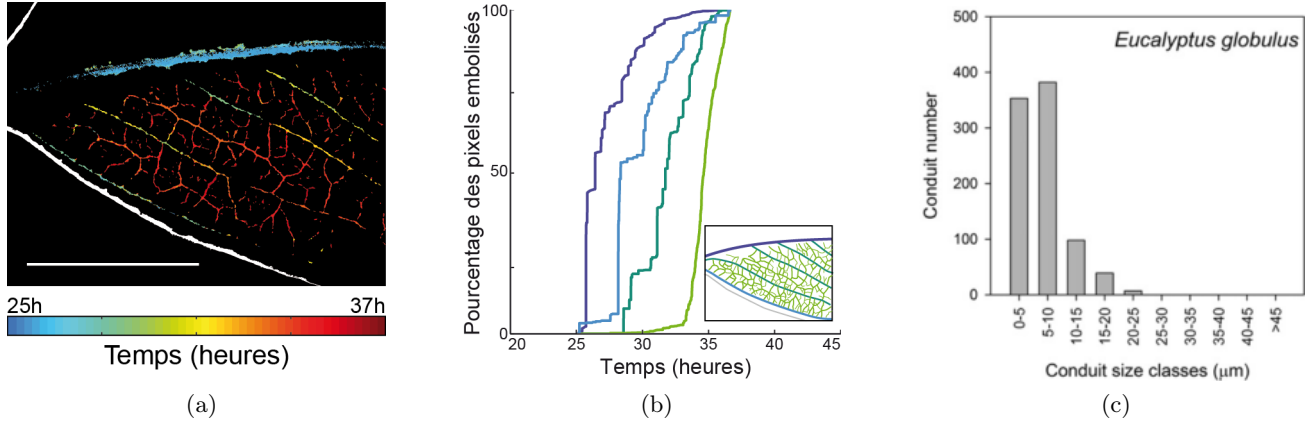 25h 37h
Temps (heures)
(a)
Pourcentage des pixels embolisés
100
50
0
20 25 30 35 40 45
Temps (heures)
(b)
Eucalyptus globulus
Conduit number
500
400
300
200
100
0
0-5 5-10 10-15 15-20 20-25 25-30 30-35 35-40 40-45 >45
Conduit size classes (μm)
(c)